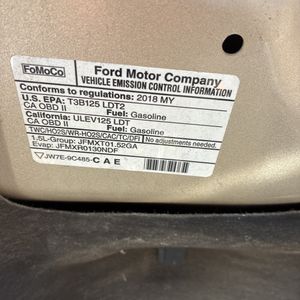 FoMoCo
Ford Motor Company
VEHICLE EMISSION CONTROL INFORMATION
Conforms to regulations: 2018 MY
U.S. EPA: T3B125 LDT2
CA OBD II Fuel: Gasoline
California: ULEV125 LDT
CA OBD II Fuel: Gasoline
TWC/HO2S/WR-HO2S/CAC/TC/DFI No adjustments needed.
1.5L-Group: JFMXT01.52GA
Evap: JFMXR0130NDF
JW7E-9C485-C A E